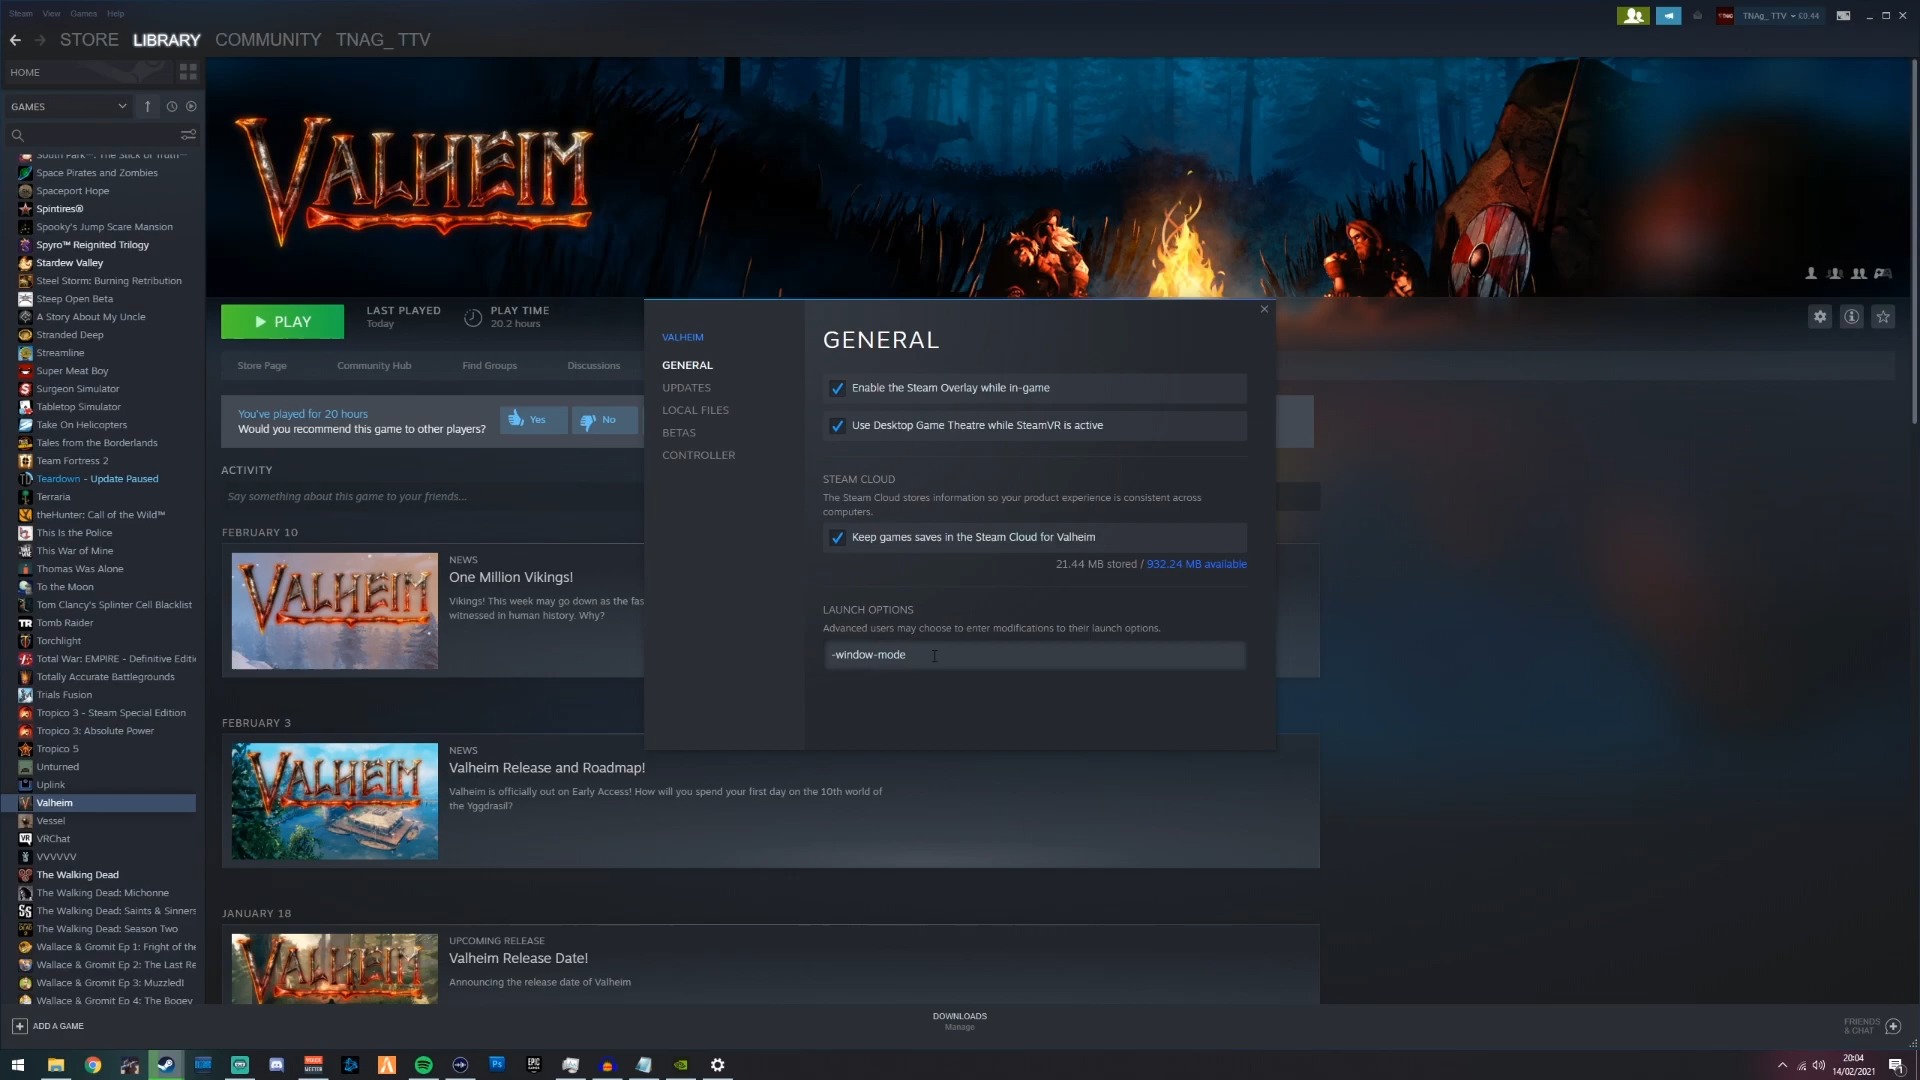 Steam View Games Help
TNAg_ TTV £0.44
STORE LIBRARY COMMUNITY TNAG_ TTV
HOME
GAMES
South Park™: The Stick of Truth™
Space Pirates and Zombies
Spaceport Hope
Spintires®
Spooky's Jump Scare Mansion
Spyro™ Reignited Trilogy
Stardew Valley
Steel Storm: Burning Retribution
Steep Open Beta
A Story About My Uncle
Stranded Deep
Streamline
Super Meat Boy
Surgeon Simulator
Tabletop Simulator
Take On Helicopters
Tales from the Borderlands
Team Fortress 2
Teardown - Update Paused
Terraria
theHunter: Call of the Wild™
This Is the Police
This War of Mine
Thomas Was Alone
To the Moon
Tom Clancy's Splinter Cell Blacklist
Tomb Raider
Torchlight
Total War: EMPIRE - Definitive Editi
Totally Accurate Battlegrounds
Trials Fusion
Tropico 3 - Steam Special Edition
Tropico 3: Absolute Power
Tropico 5
Unturned
Uplink
Valheim
Vessel
VRChat
VVVVVV
The Walking Dead
The Walking Dead: Michonne
The Walking Dead: Saints & Sinners
The Walking Dead: Season Two
Wallace & Gromit Ep 1: Fright of the
Wallace & Gromit Ep 2: The Last Re
Wallace & Gromit Ep 3: Muzzled!
Wallace & Gromit Ep 4: The Bogey
ADD A GAME
VALHEIM
PLAY
LAST PLAYED
Today
PLAY TIME
20.2 hours
Store Page Community Hub Find Groups Discussions
You've played for 20 hours
Would you recommend this game to other players?
Yes No
ACTIVITY
Say something about this game to your friends...
FEBRUARY 10
VALHEIM
NEWS
One Million Vikings!
Vikings! This week may go down as the fas
witnessed in human history. Why?
FEBRUARY 3
VALHEIM
NEWS
Valheim Release and Roadmap!
Valheim is officially out on Early Access! How will you spend your first day on the 10th world of
the Yggdrasil?
JANUARY 18
VALHEIM
UPCOMING RELEASE
Valheim Release Date!
Announcing the release date of Valheim
VALHEIM
GENERAL
UPDATES
LOCAL FILES
BETAS
CONTROLLER
GENERAL
Enable the Steam Overlay while in-game
Use Desktop Game Theatre while SteamVR is active
STEAM CLOUD
The Steam Cloud stores information so your product experience is consistent across
computers.
Keep games saves in the Steam Cloud for Valheim
21.44 MB stored / 932.24 MB available
LAUNCH OPTIONS
Advanced users may choose to enter modifications to their launch options.
-window-mode
DOWNLOADS
Manage
FRIENDS
& CHAT
20:04
14/02/2021